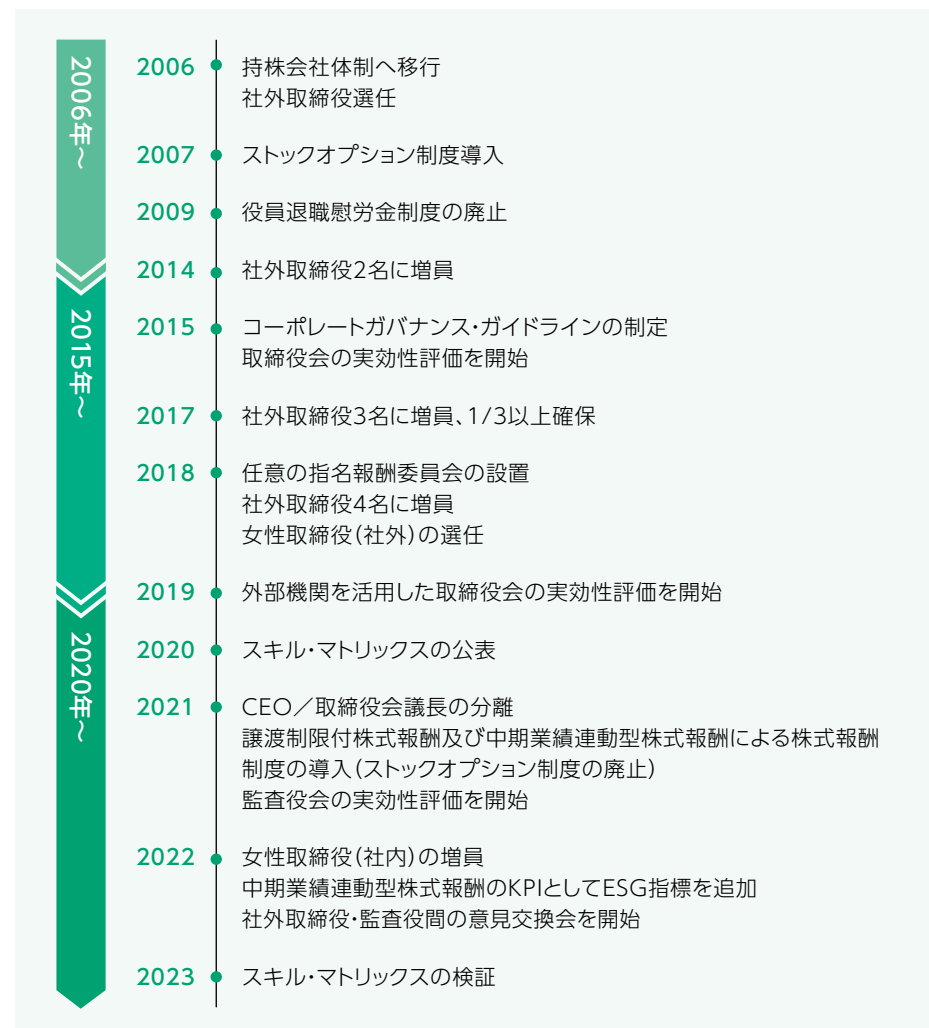 2006年～
2006
持株会社体制へ移行
社外取締役選任
2007
ストックオプション制度導入
2009
役員退職慰労金制度の廃止
2014
社外取締役2名に増員
2015年～
2015
コーポレートガバナンス・ガイドラインの制定
取締役会の実効性評価を開始
2017
社外取締役3名に増員、1/3以上確保
2018
任意の指名報酬委員会の設置
社外取締役4名に増員
女性取締役（社外）の選任
2019
外部機関を活用した取締役会の実効性評価を開始
2020年～
2020
スキル・マトリックスの公表
2021
CEO／取締役会議長の分離
譲渡制限付株式報酬及び中期業績連動型株式報酬による株式報酬
制度の導入（ストックオプション制度の廃止）
監査役会の実効性評価を開始
2022
女性取締役（社内）の増員
中期業績連動型株式報酬のKPIとしてESG指標を追加
社外取締役・監査役間の意見交換会を開始
2023
スキル・マトリックスの検証